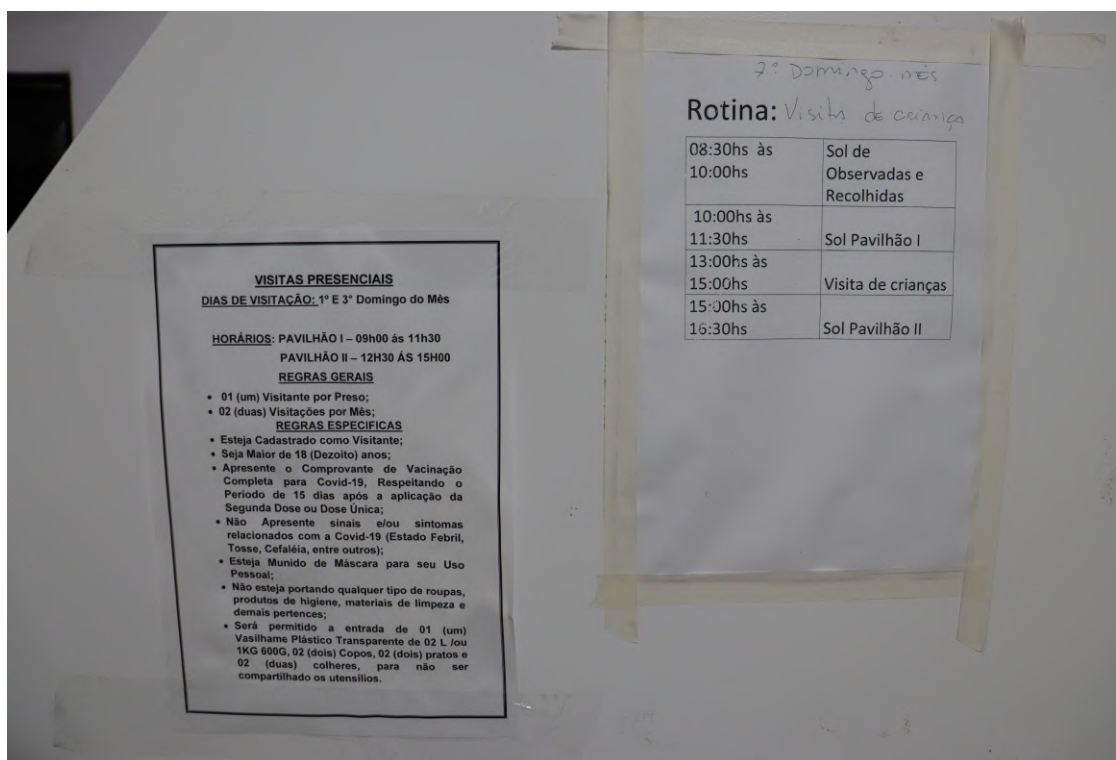 VISITAS PRESENCIAIS
DIAS DE VISITAÇÃO: 1º E 3° Domingo do Mês
HORÁRIOS: PAVILHÃO I – 09h00 ás 11h30
PAVILHÃO II – 12H30 ÁS 15H00
REGRAS GERAIS
• 01 (um) Visitante por Preso;
• 02 (duas) Visitações por Mês;
REGRAS ESPECIFICAS
• Esteja Cadastrado como Visitante;
• Seja Maior de 18 (Dezoito) anos;
• Apresente o Comprovante de Vacinação
Completa para Covid-19, Respeitando o
Período de 15 dias após a aplicação da
Segunda Dose ou Dose Única;
• Não Apresente sinais e/ou sintomas
relacionados com a Covid-19 (Estado Febril,
Tosse, Cefaléia, entre outros);
• Esteja Munido de Máscara para seu Uso
Pessoal;
• Não esteja portando qualquer tipo de roupas,
produtos de higiene, materiais de limpeza e
demais pertences;
• Será permitido a entrada de 01 (um)
Vasilhame Plástico Transparente de 02 L /ou
1KG 600G, 02 (dois) Copos, 02 (dois) pratos e
02 (duas) colheres, para não ser
compartilhado os utensílios.
2º Domingo mês
Rotina: Visita de criança
08:30hs às Sol de
10:00hs Observadas e
Recolhidas
10:00hs às
11:30hs Sol Pavilhão I
13:00hs às
15:00hs Visita de crianças
15:00hs às
16:30hs Sol Pavilhão II